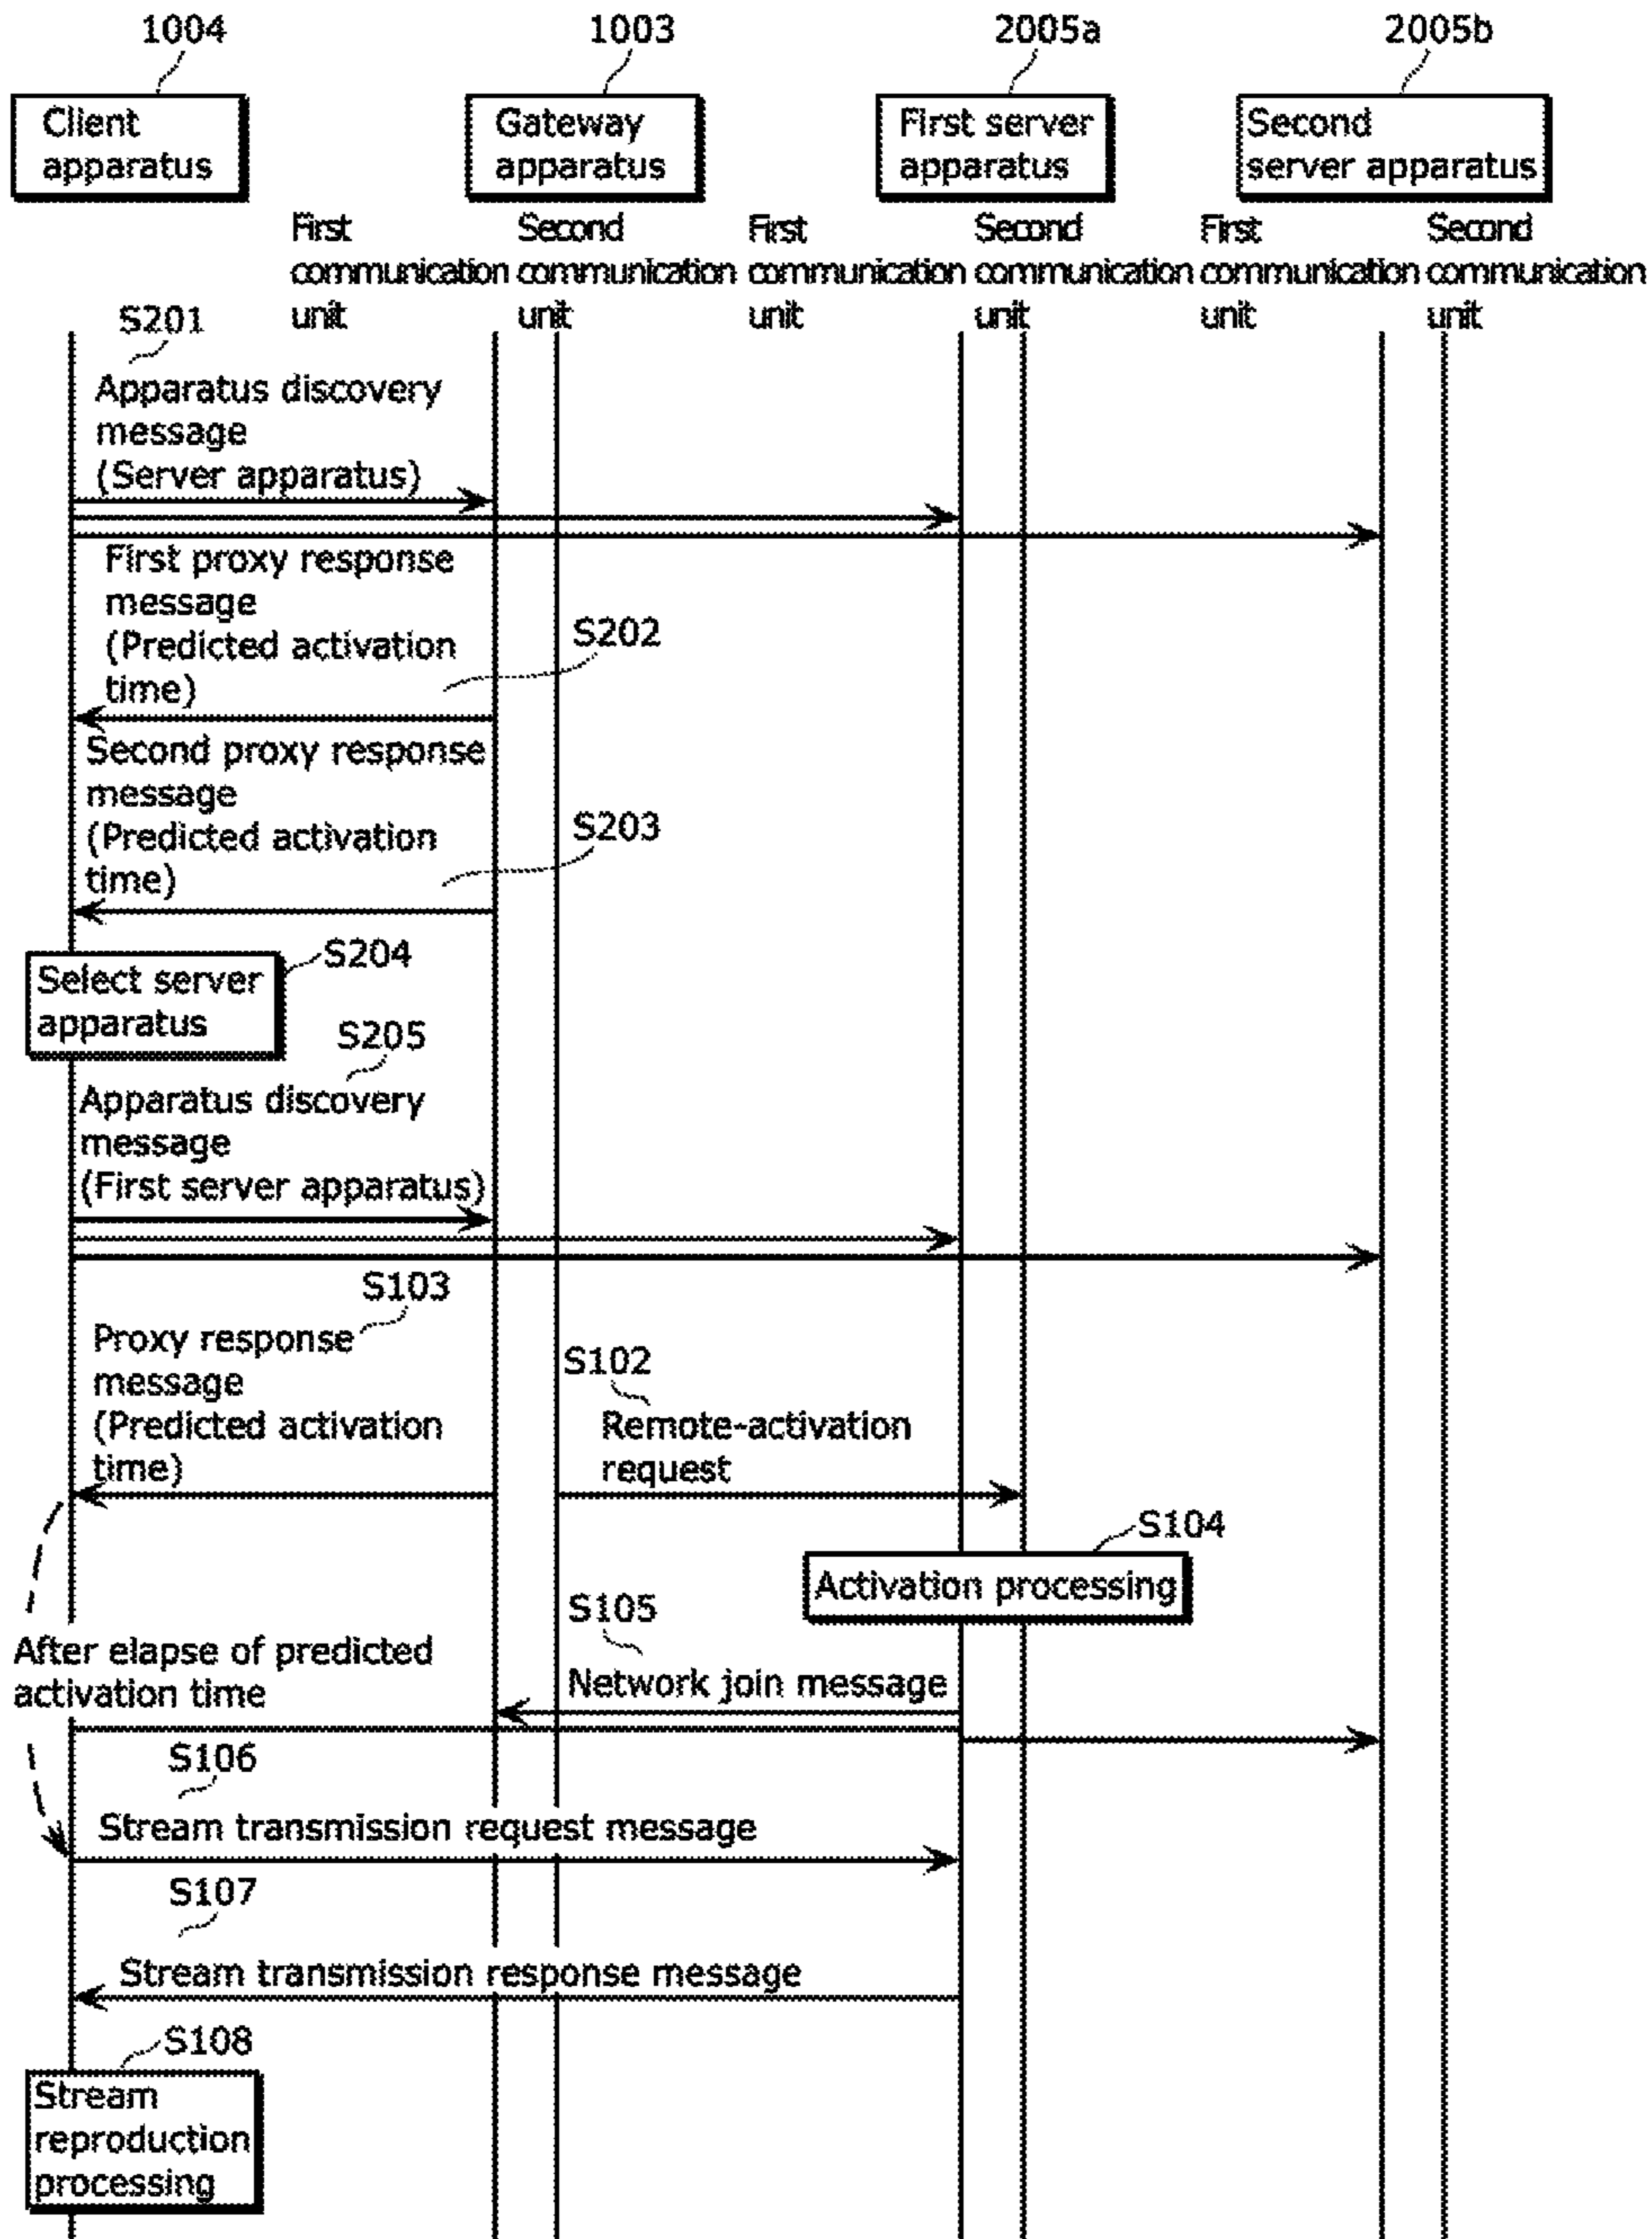 1004 1003 2005a 2005b
Client Gateway First server Second
apparatus apparatus apparatus server apparatus
First Second First Second First Second
communication communication communication communication communication communication
unit unit unit unit unit unit
S201
Apparatus discovery
message
(Server apparatus)
First proxy response
message
S202
(Predicted activation
time)
Second proxy response
message
S203
(Predicted activation
time)
S204
Select server
apparatus
S205
Apparatus discovery
message
(First server apparatus)
S103
Proxy response
message
(Predicted activation
time)
S102
Remote-activation
request
S104
Activation processing
S105
After elapse of predicted
activation time
Network join message
S106
Stream transmission request message
S107
Stream transmission response message
S108
Stream
reproduction
processing